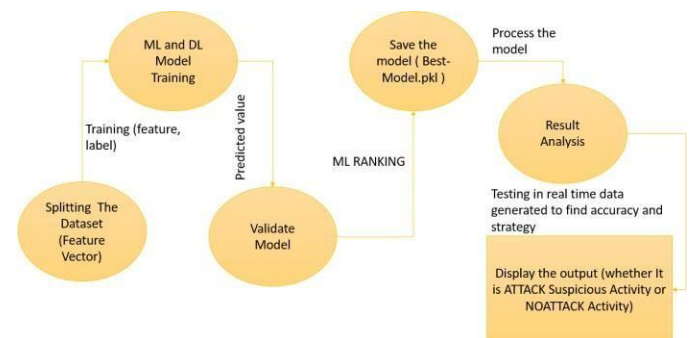 ML and DL
Model
Training
Training (feature,
label)
Splitting The
Dataset
(Feature
Vector)
Predicted value
Validate
Model
ML RANKING
Save the
model ( Best-
Model.pkl )
Process the
model
Result
Analysis
Testing in real time data
generated to find accuracy and
strategy
Display the output (whether It
is ATTACK Suspicious Activity or
NOATTACK Activity)